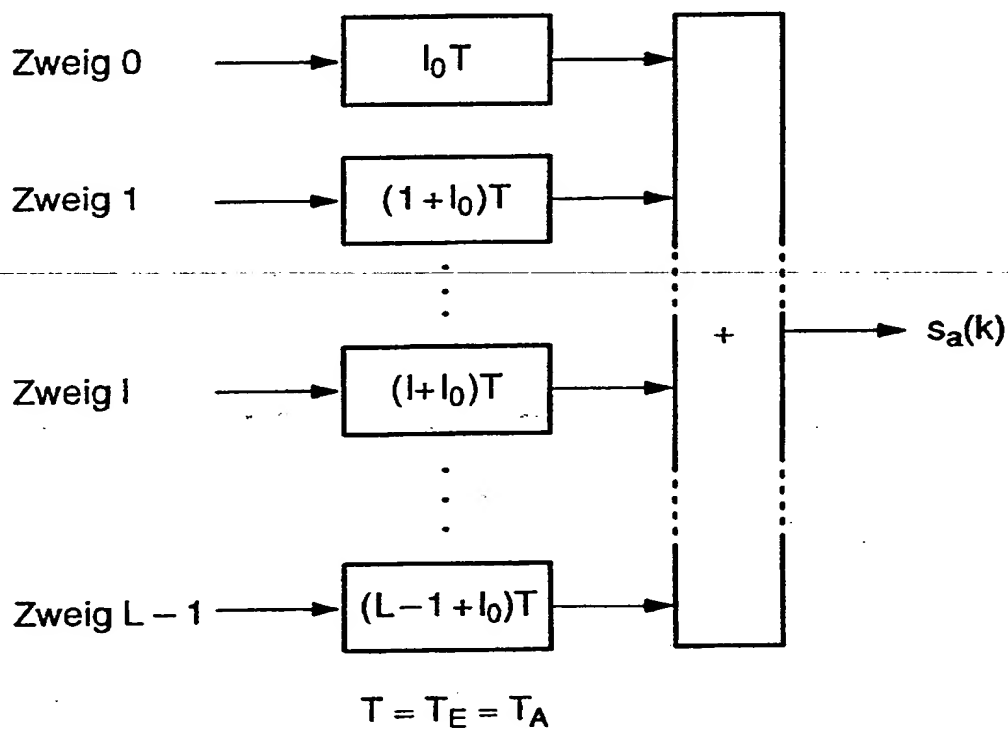 Zweig 0 l₀T
Zweig 1 (1+l₀)T
+ sₐ(k)
Zweig l (l+l₀)T
Zweig L – 1 (L–1+l₀)T
T = T_E = T_A